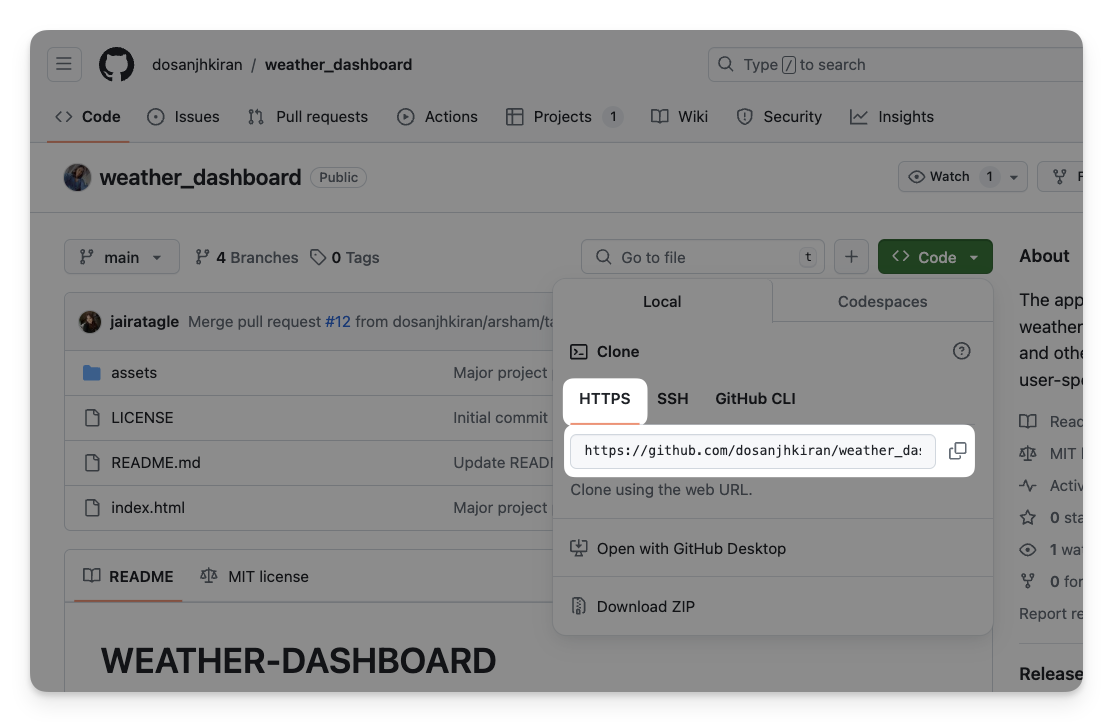 dosanjhkiran / weather_dashboard
Type / to search
Code Issues Pull requests Actions Projects 1 Wiki Security Insights
weather_dashboard Public
Watch 1
F
main 4 Branches 0 Tags
Go to file t
Code
About
Local Codespaces
The app
jairatagle Merge pull request #12 from dosanjhkiran/arsham/ta
weather
Clone
and othe
assets Major project
user-spe
HTTPS SSH GitHub CLI
LICENSE Initial commit
Read
https://github.com/dosanjhkiran/weather_das
MIT l
README.md Update READ
Clone using the web URL.
Activ
index.html Major project
0 sta
Open with GitHub Desktop
1 wat
README MIT license
0 for
Download ZIP
Report re
WEATHER-DASHBOARD
Release